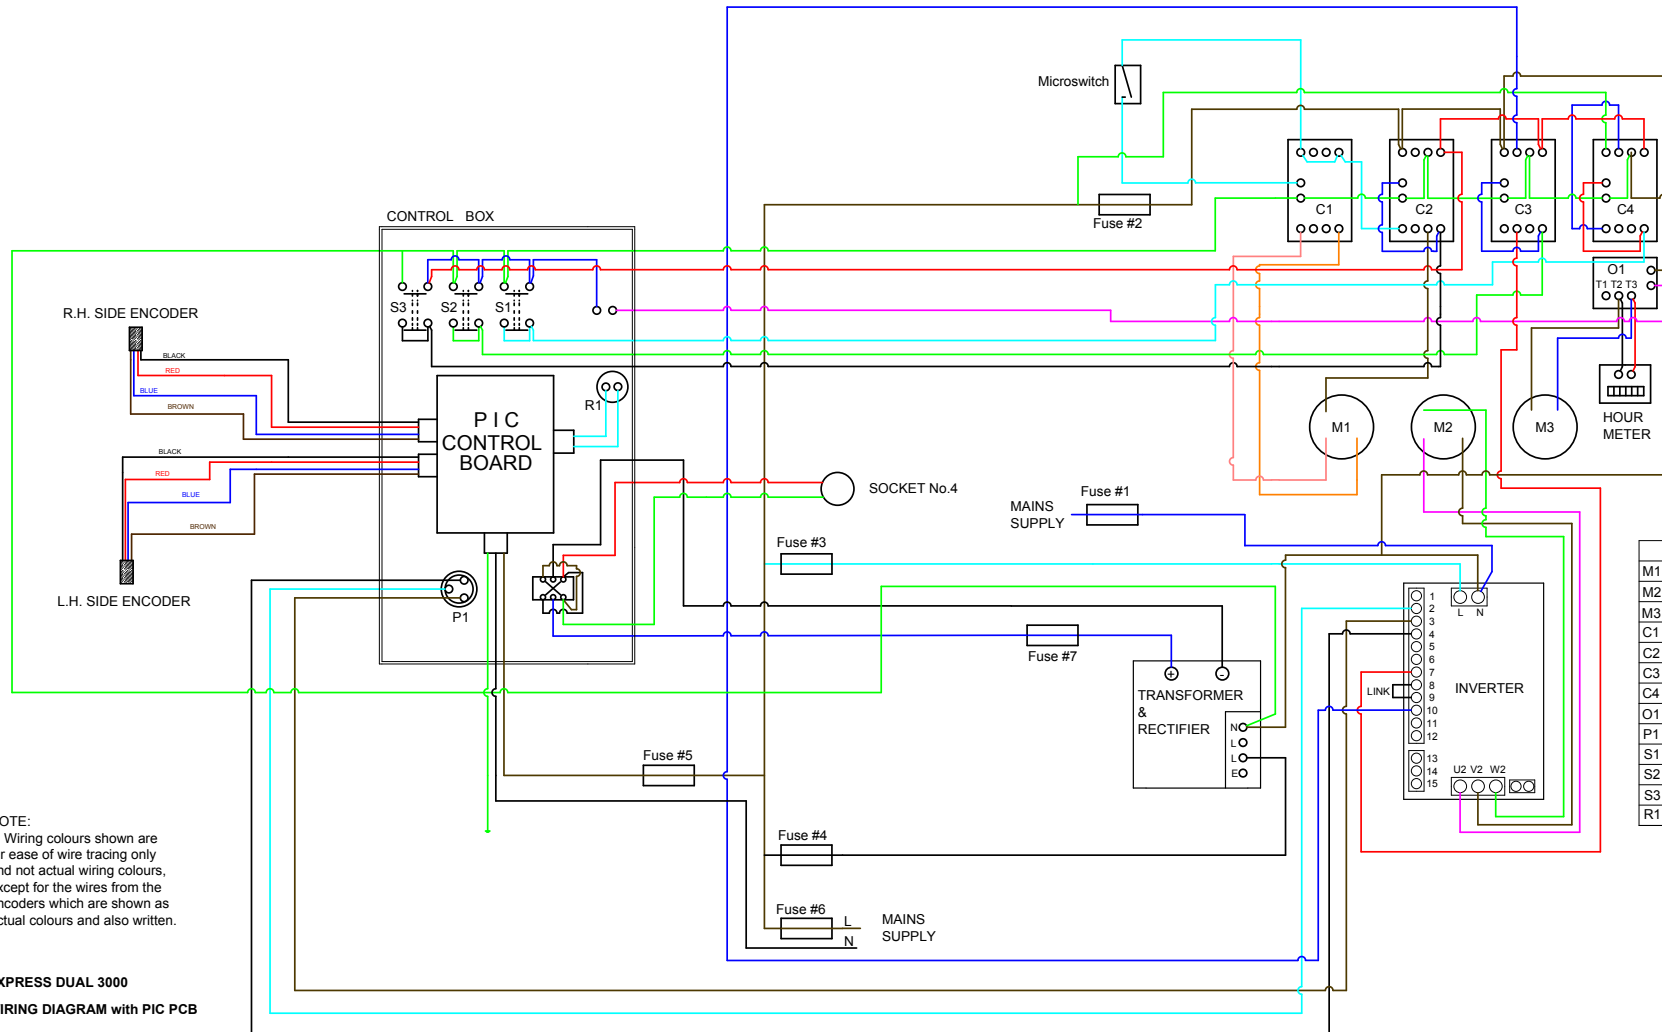 Microswitch
Fuse #2
C1
C2
C3
C4
O1
T1 T2 T3
CONTROL BOX
S3
S2
S1
R.H. SIDE ENCODER
BLACK
RED
BLUE
BROWN
BLACK
RED
BLUE
BROWN
L.H. SIDE ENCODER
P I C
CONTROL
BOARD
R1
P1
M1
M2
M3
HOUR
METER
SOCKET No.4
MAINS
SUPPLY
Fuse #1
Fuse #3
Fuse #7
TRANSFORMER
&
RECTIFIER
+
-
N
L
L
E
L N
1
2
3
4
5
6
7
8
9
10
11
12
13
14
15
LINK
INVERTER
U2 V2 W2
M1
M2
M3
C1
C2
C3
C4
O1
P1
S1
S2
S3
R1
Fuse #5
Fuse #4
Fuse #6
L
N
MAINS
SUPPLY
OTE:
Wiring colours shown are
r ease of wire tracing only
nd not actual wiring colours,
xcept for the wires from the
ncoders which are shown as
ctual colours and also written.
XPRESS DUAL 3000
IRING DIAGRAM with PIC PCB